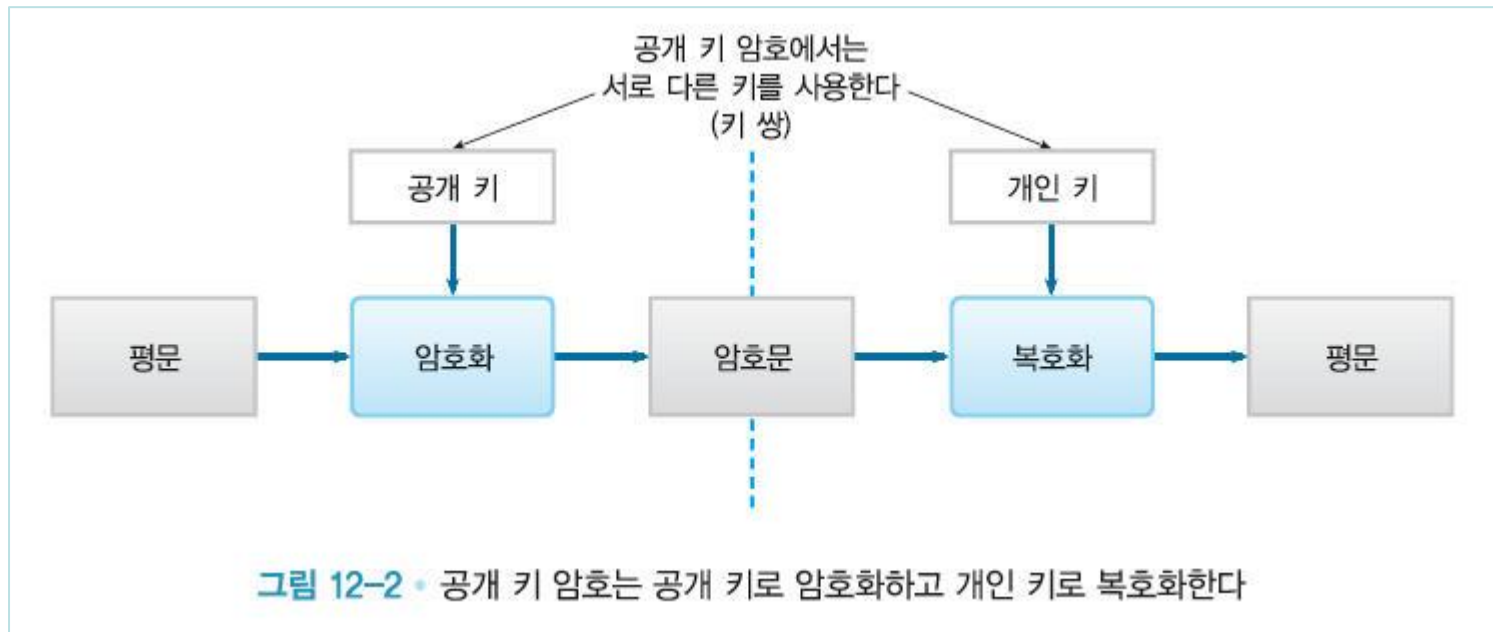 공개 키 암호에서는
서로 다른 키를 사용한다
(키 쌍)
공개 키
개인 키
평문
암호화
암호문
복호화
평문
그림 12-2 • 공개 키 암호는 공개 키로 암호화하고 개인 키로 복호화한다